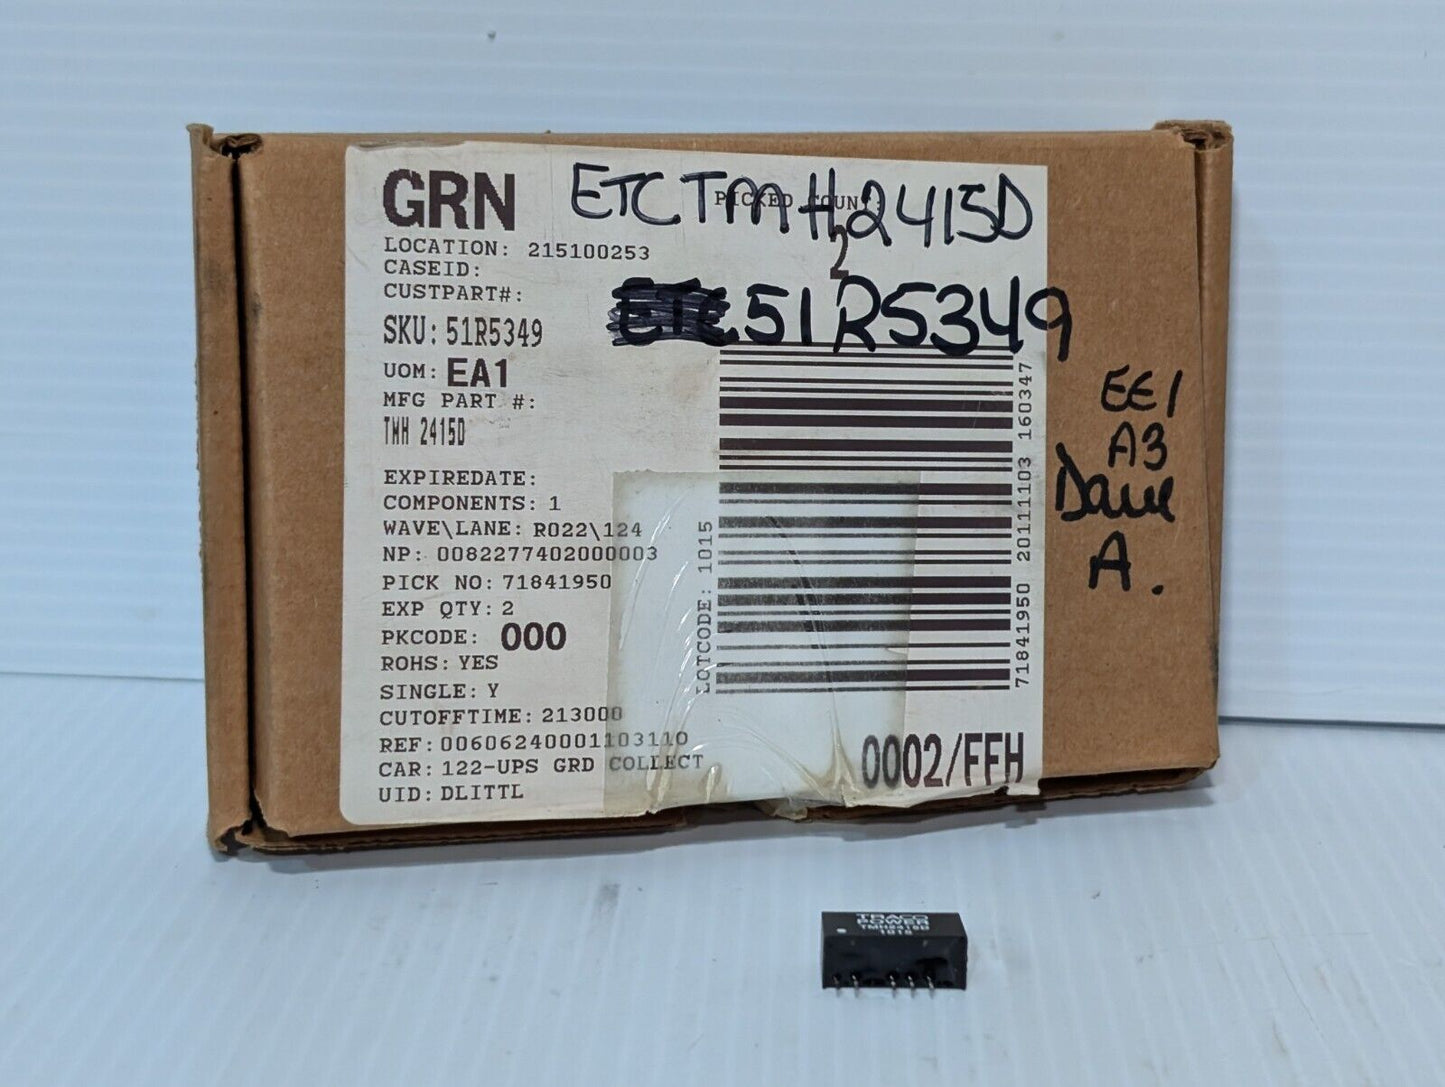 GRN
ETCTMH2415D
PICKED COUNT:
2
LOCATION: 215100253
CASEID:
CUSTPART#:
ETC 51R5349
SKU: 51R5349
UOM: EA1
MFG PART #:
TMH 2415D
EXPIREDATE:
COMPONENTS: 1
WAVE\LANE: R022\124
NP: 0082277402000003
PICK NO: 71841950
EXP QTY: 2
PKCODE: 000
ROHS: YES
SINGLE: Y
CUTOFFTIME: 213000
REF: 00606240001103110
CAR: 122-UPS GRD COLLECT
UID: DLITTL
LOTCODE: 1015
71841950 20111103 160347
0002/FFH
EE1
A3
Dave
A.
TRACO
POWER
TMH2415D
1015